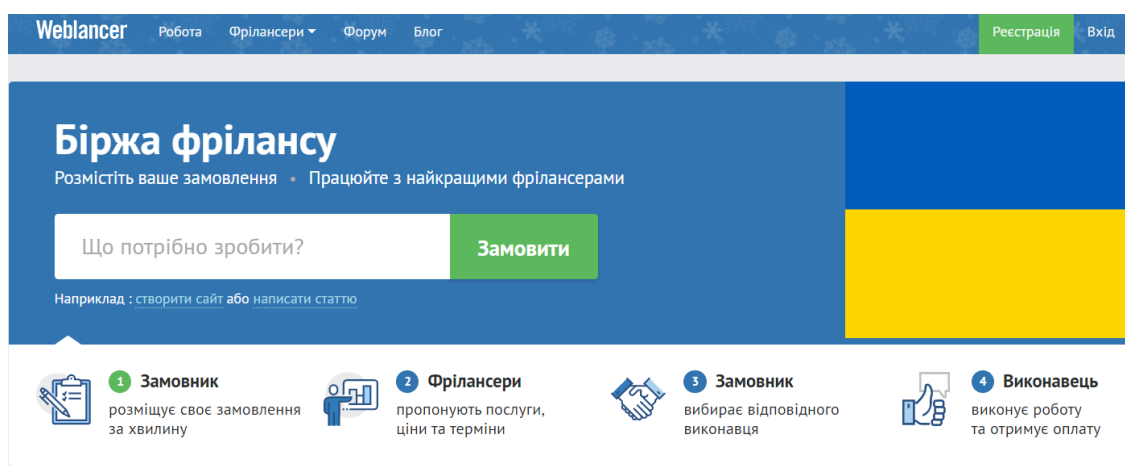 Weblancer Робота Фрілансери Форум Блог Реєстрація Вхід
Біржа фрілансу
Розмістіть ваше замовлення • Працюйте з найкращими фрілансерами
Що потрібно зробити? Замовити
Наприклад : створити сайт або написати статтю
1 Замовник
розміщує своє замовлення
за хвилину
2 Фрілансери
пропонують послуги,
ціни та терміни
3 Замовник
вибирає відповідного
виконавця
4 Виконавець
виконує роботу
та отримує оплату